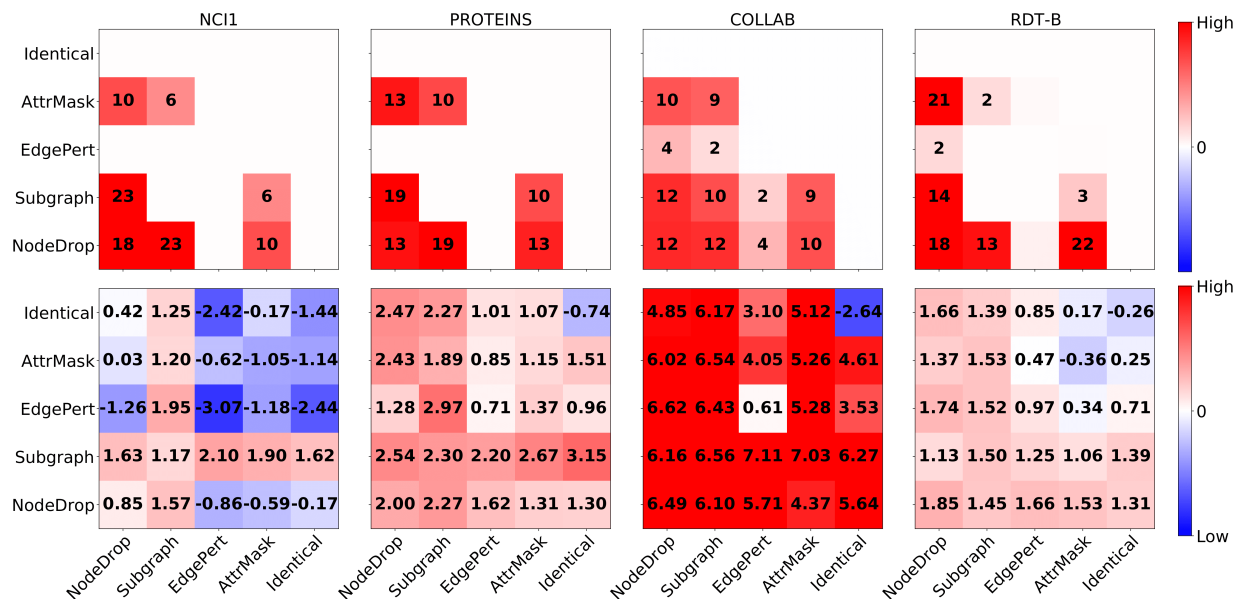 NCI1 PROTEINS COLLAB RDT-B
High
Identical
AttrMask 10 6 13 10 10 9 21 2
EdgePert 4 2 2 0
Subgraph 23 6 19 10 12 10 2 9 14 3
NodeDrop 18 23 10 13 19 13 12 12 4 10 18 13 22
High
Identical 0.42 1.25 -2.42 -0.17 -1.44 2.47 2.27 1.01 1.07 -0.74 4.85 6.17 3.10 5.12 -2.64 1.66 1.39 0.85 0.17 -0.26
AttrMask 0.03 1.20 -0.62 -1.05 -1.14 2.43 1.89 0.85 1.15 1.51 6.02 6.54 4.05 5.26 4.61 1.37 1.53 0.47 -0.36 0.25
EdgePert -1.26 1.95 -3.07 -1.18 -2.44 1.28 2.97 0.71 1.37 0.96 6.62 6.43 0.61 5.28 3.53 1.74 1.52 0.97 0.34 0.71 0
Subgraph 1.63 1.17 2.10 1.90 1.62 2.54 2.30 2.20 2.67 3.15 6.16 6.56 7.11 7.03 6.27 1.13 1.50 1.25 1.06 1.39
NodeDrop 0.85 1.57 -0.86 -0.59 -0.17 2.00 2.27 1.62 1.31 1.30 6.49 6.10 5.71 4.37 5.64 1.85 1.45 1.66 1.53 1.31
Low
NodeDrop Subgraph EdgePert AttrMask Identical NodeDrop Subgraph EdgePert AttrMask Identical NodeDrop Subgraph EdgePert AttrMask Identical NodeDrop Subgraph EdgePert AttrMask Identical